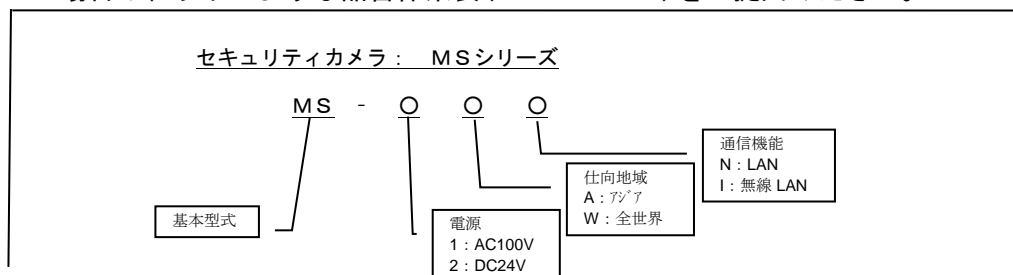 セキュリティカメラ： ＭＳシリーズ
ＭＳ - ○ ○ ○
通信機能
N：LAN
I：無線 LAN
仕向地域
A：ｱｼﾞｱ
W：全世界
基本型式
電源
1：AC100V
2：DC24V